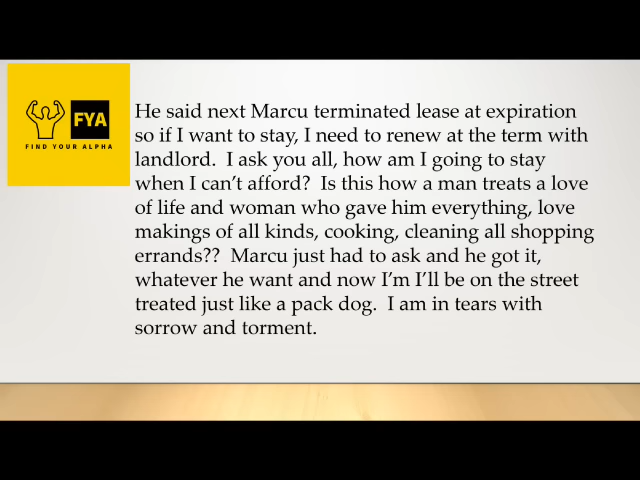 FYA
FIND YOUR ALPHA
He said next Marcu terminated lease at expiration
so if I want to stay, I need to renew at the term with
landlord.  I ask you all, how am I going to stay
when I can’t afford?  Is this how a man treats a love
of life and woman who gave him everything, love
makings of all kinds, cooking, cleaning all shopping
errands??  Marcu just had to ask and he got it,
whatever he want and now I’m I’ll be on the street
treated just like a pack dog.  I am in tears with
sorrow and torment.